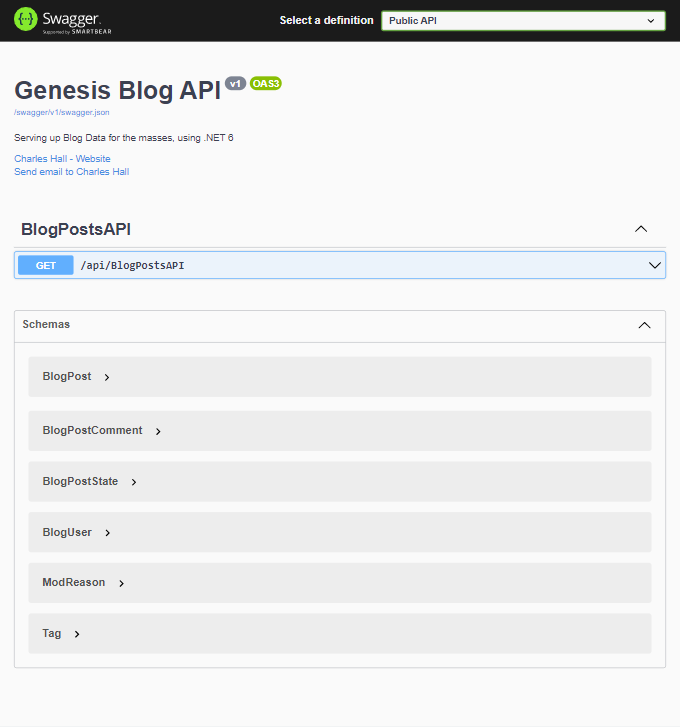 Swagger.
Supported by SMARTBEAR
Select a definition
Public API
Genesis Blog API v1 OAS3
/swagger/v1/swagger.json
Serving up Blog Data for the masses, using .NET 6
Charles Hall - Website
Send email to Charles Hall
BlogPostsAPI
GET /api/BlogPostsAPI
Schemas
BlogPost
BlogPostComment
BlogPostState
BlogUser
ModReason
Tag